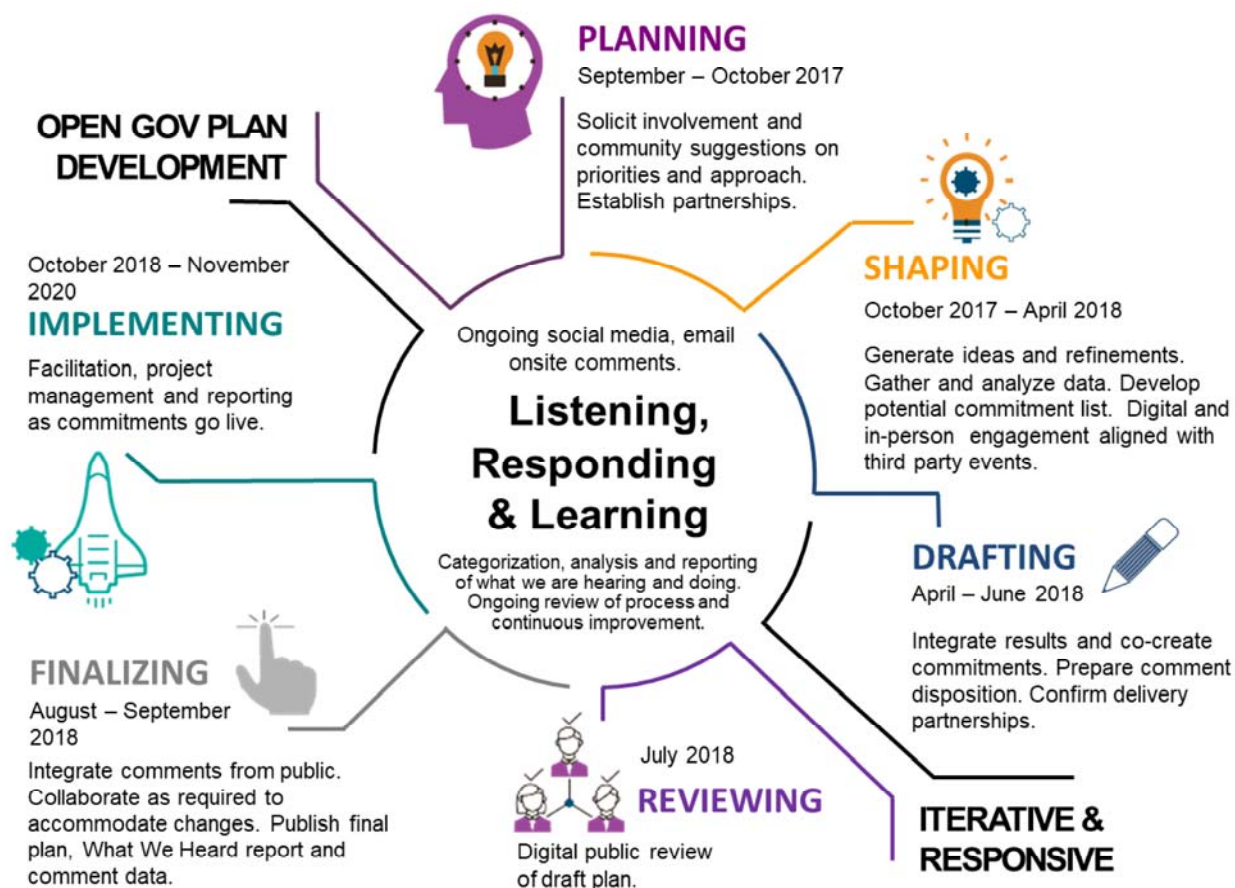 PLANNING
September – October 2017
Solicit involvement and
community suggestions on
priorities and approach.
Establish partnerships.
OPEN GOV PLAN
DEVELOPMENT
SHAPING
October 2017 – April 2018
Generate ideas and refinements.
Gather and analyze data. Develop
potential commitment list. Digital and
in-person engagement aligned with
third party events.
October 2018 – November
2020
IMPLEMENTING
Facilitation, project
management and reporting
as commitments go live.
Ongoing social media, email
onsite comments.
Listening,
Responding
& Learning
Categorization, analysis and reporting
of what we are hearing and doing.
Ongoing review of process and
continuous improvement.
DRAFTING
April – June 2018
Integrate results and co-create
commitments. Prepare comment
disposition. Confirm delivery
partnerships.
FINALIZING
August – September
2018
Integrate comments from public.
Collaborate as required to
accommodate changes. Publish final
plan, What We Heard report and
comment data.
July 2018
REVIEWING
Digital public review
of draft plan.
ITERATIVE &
RESPONSIVE